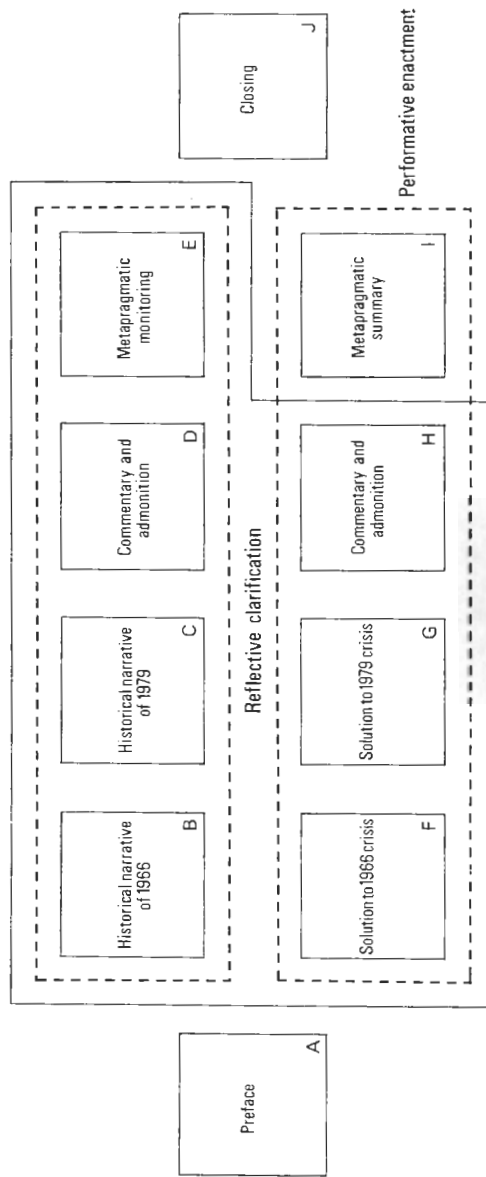 Preface
A
Historical narrative
of 1966
B
Historical narrative
of 1979
C
Commentary and
admonition
D
Metapragmatic
monitoring
E
Reflective clarification
Solution to 1966 crisis
F
Solution to 1979 crisis
G
Commentary and
admonition
H
Metapragmatic
summary
I
Performative enactment
Closing
J